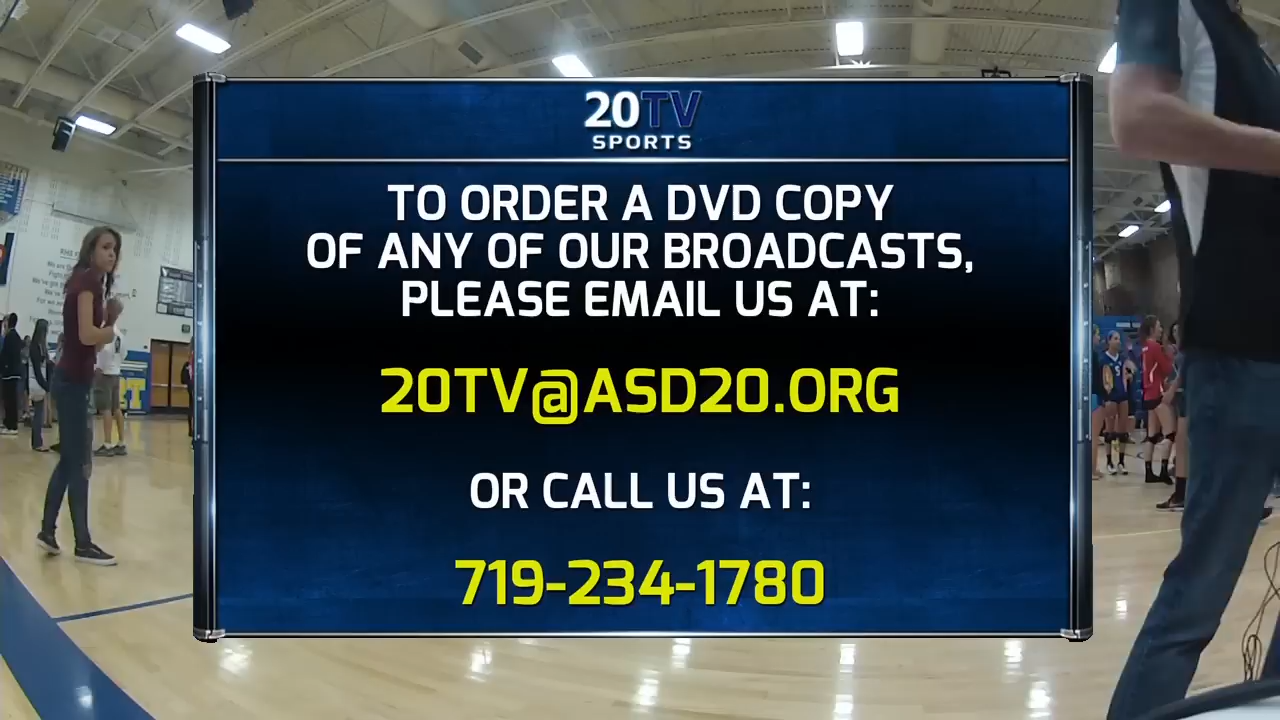 20TV
SPORTS
TO ORDER A DVD COPY
OF ANY OF OUR BROADCASTS,
PLEASE EMAIL US AT:
20TV@ASD20.ORG
OR CALL US AT:
719-234-1780